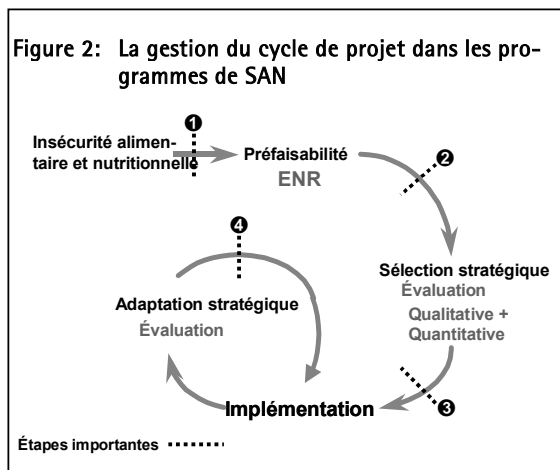 Figure 2: La gestion du cycle de projet dans les pro-
grammes de SAN
❶
Insécurité alimen-
taire et nutritionnelle
Préfaisabilité
ENR
❷
❹
Sélection stratégique
Évaluation
Qualitative +
Quantitative
Adaptation stratégique
Évaluation
Implémentation
❸
Étapes importantes